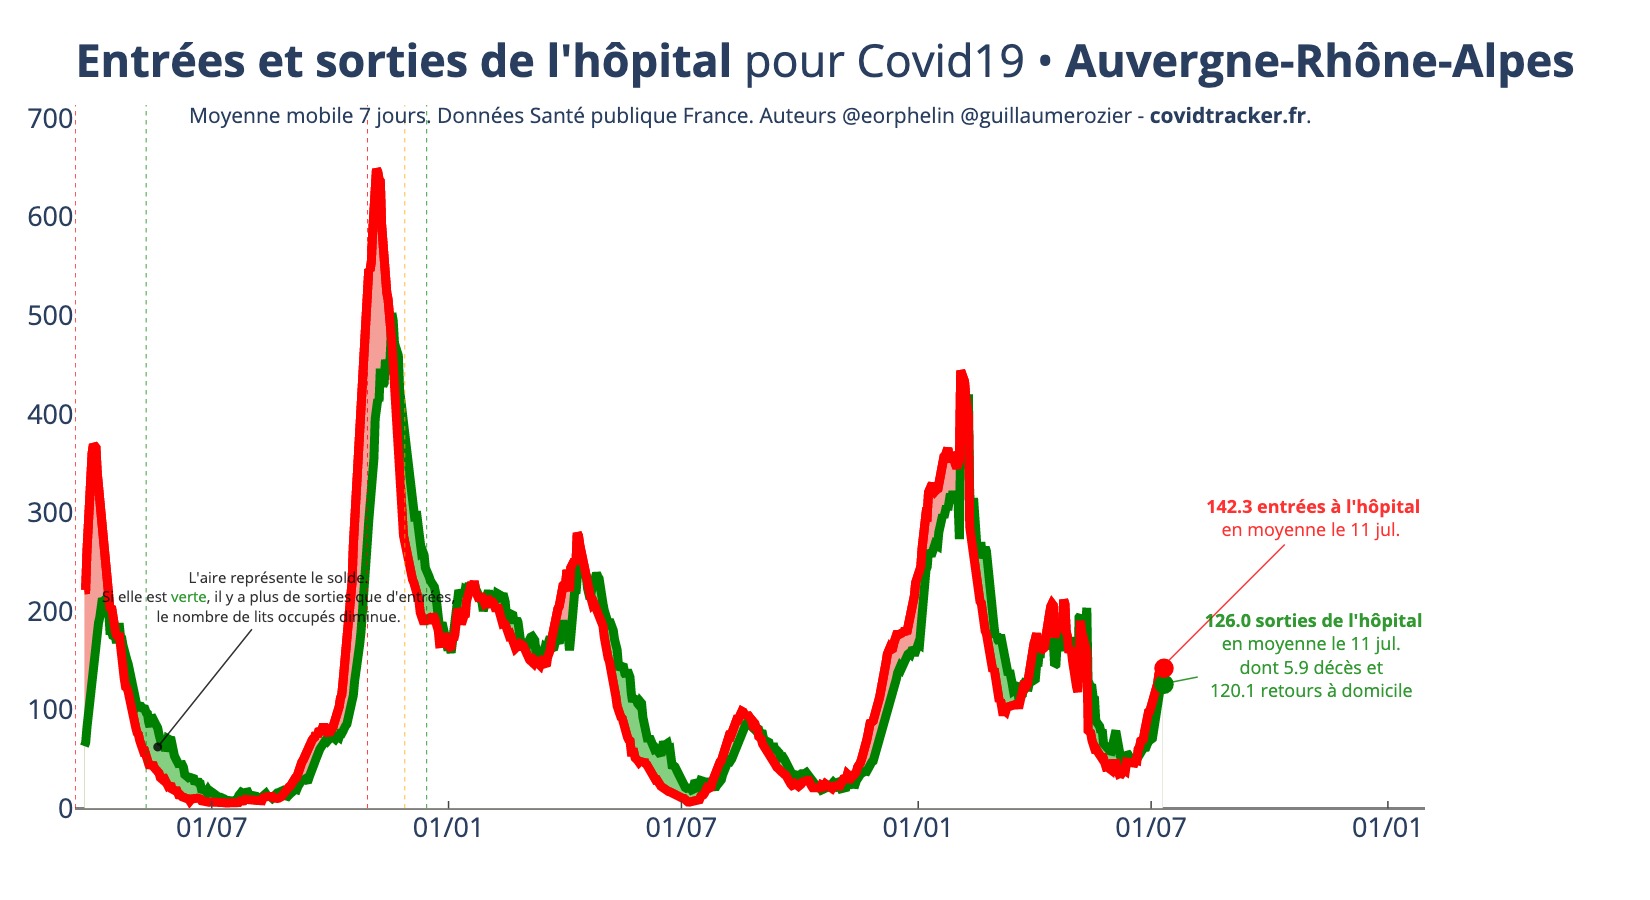 Entrées et sorties de l'hôpital pour Covid19 • Auvergne-Rhône-Alpes
Moyenne mobile 7 jours. Données Santé publique France. Auteurs @eorphelin @guillaumerozier - covidtracker.fr.
700
600
500
400
300
200
100
0
142.3 entrées à l'hôpital
en moyenne le 11 jul.
L'aire représente le solde.
Si elle est verte, il y a plus de sorties que d'entrées,
le nombre de lits occupés diminue.
126.0 sorties de l'hôpital
en moyenne le 11 jul.
dont 5.9 décès et
120.1 retours à domicile
01/07 01/01 01/07 01/01 01/07 01/01